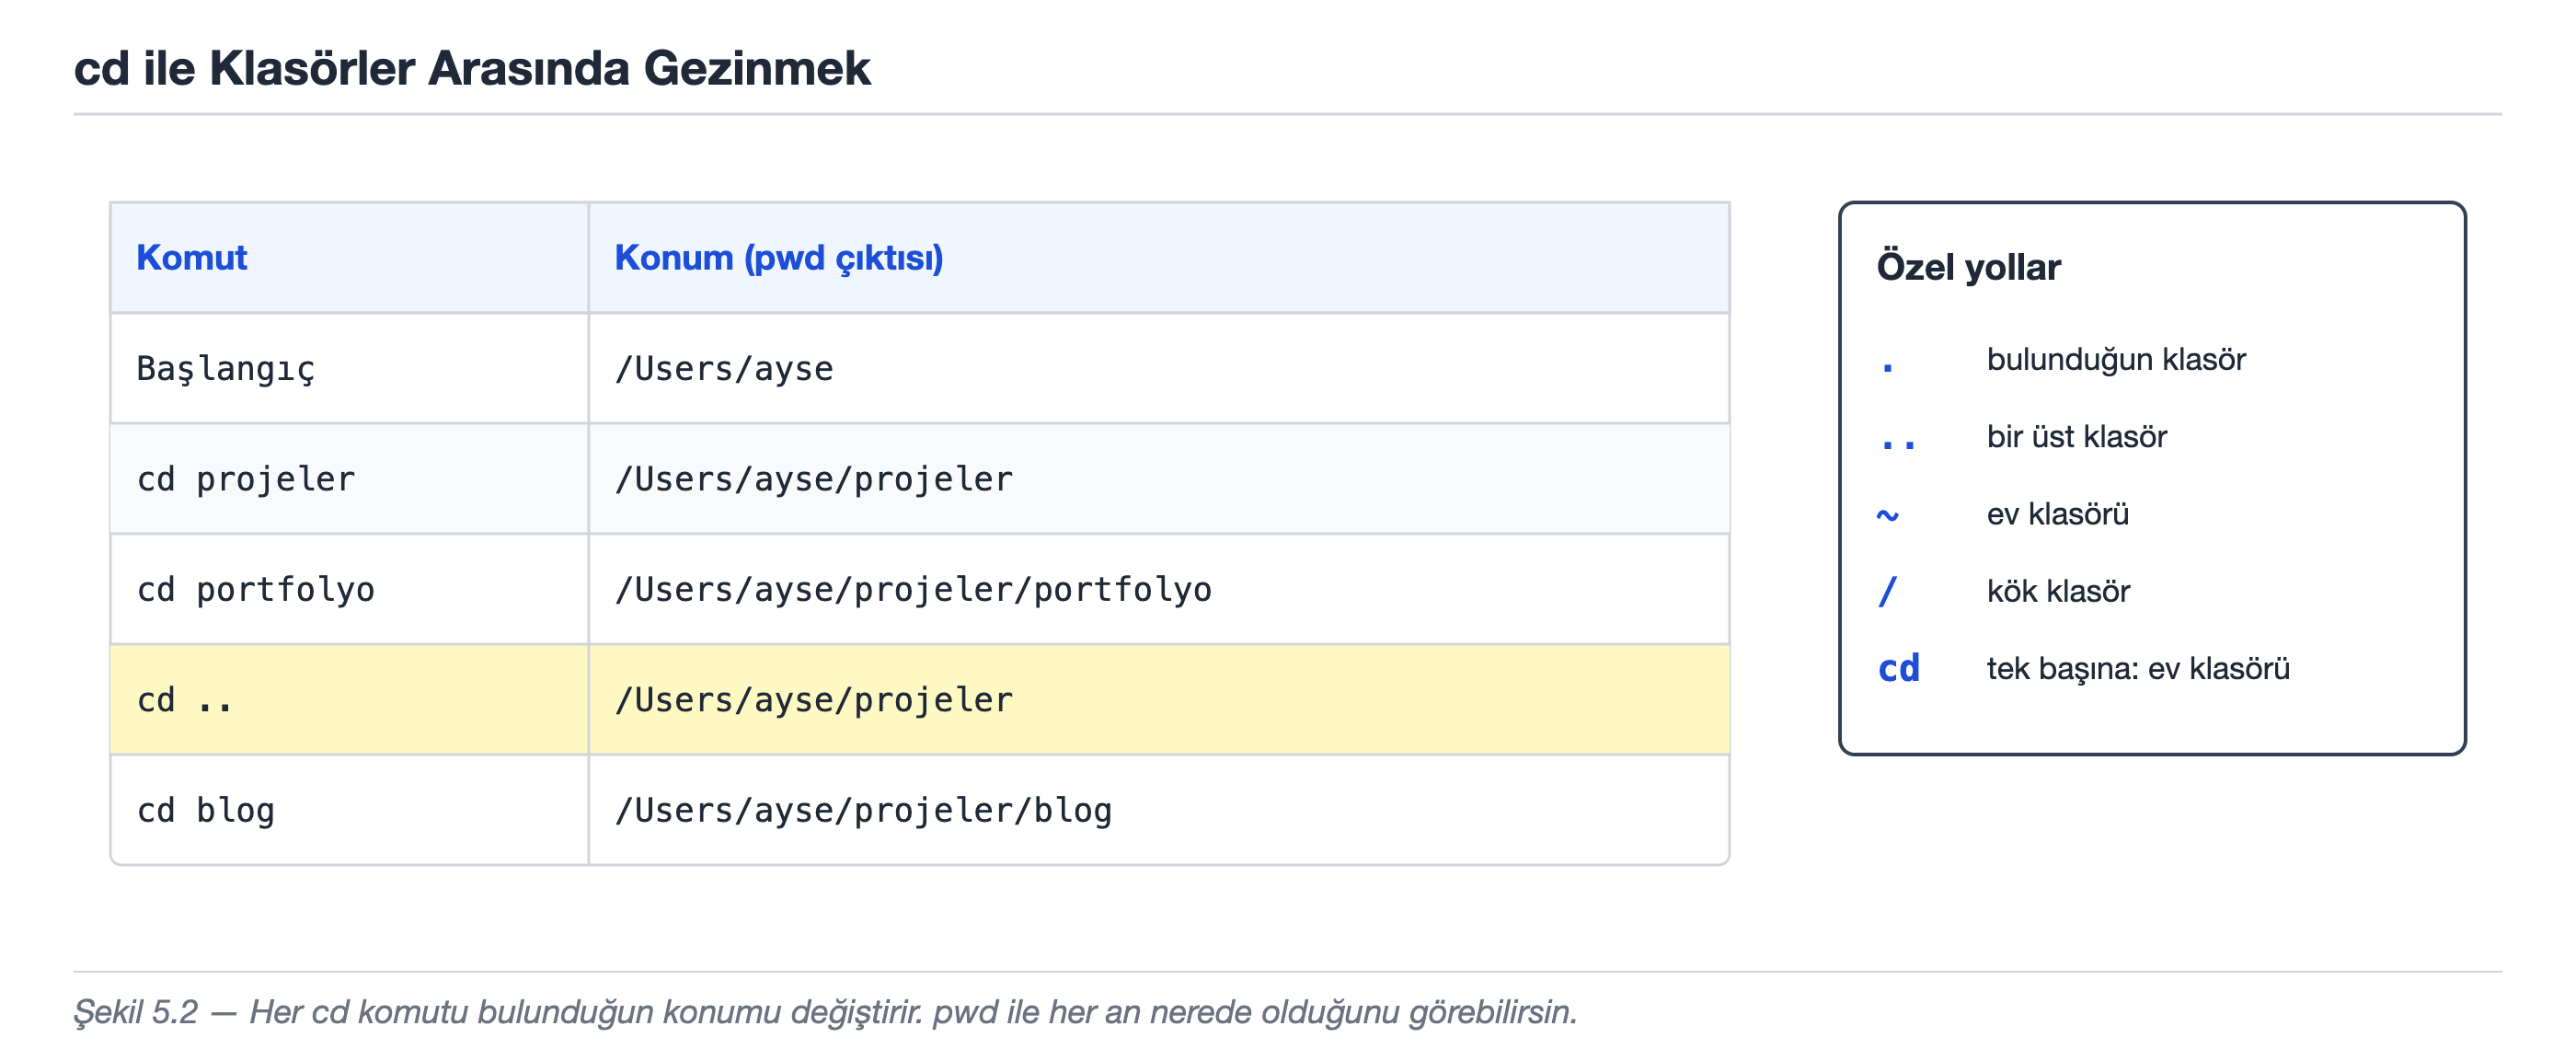 cd ile Klasörler Arasında Gezinmek
Komut Konum (pwd çıktısı)
Başlangıç /Users/ayse
cd projeler /Users/ayse/projeler
cd portfolyo /Users/ayse/projeler/portfolyo
cd .. /Users/ayse/projeler
cd blog /Users/ayse/projeler/blog
Özel yollar
. bulunduğun klasör
.. bir üst klasör
~ ev klasörü
/ kök klasör
cd tek başına: ev klasörü
Şekil 5.2 — Her cd komutu bulunduğun konumu değiştirir. pwd ile her an nerede olduğunu görebilirsin.